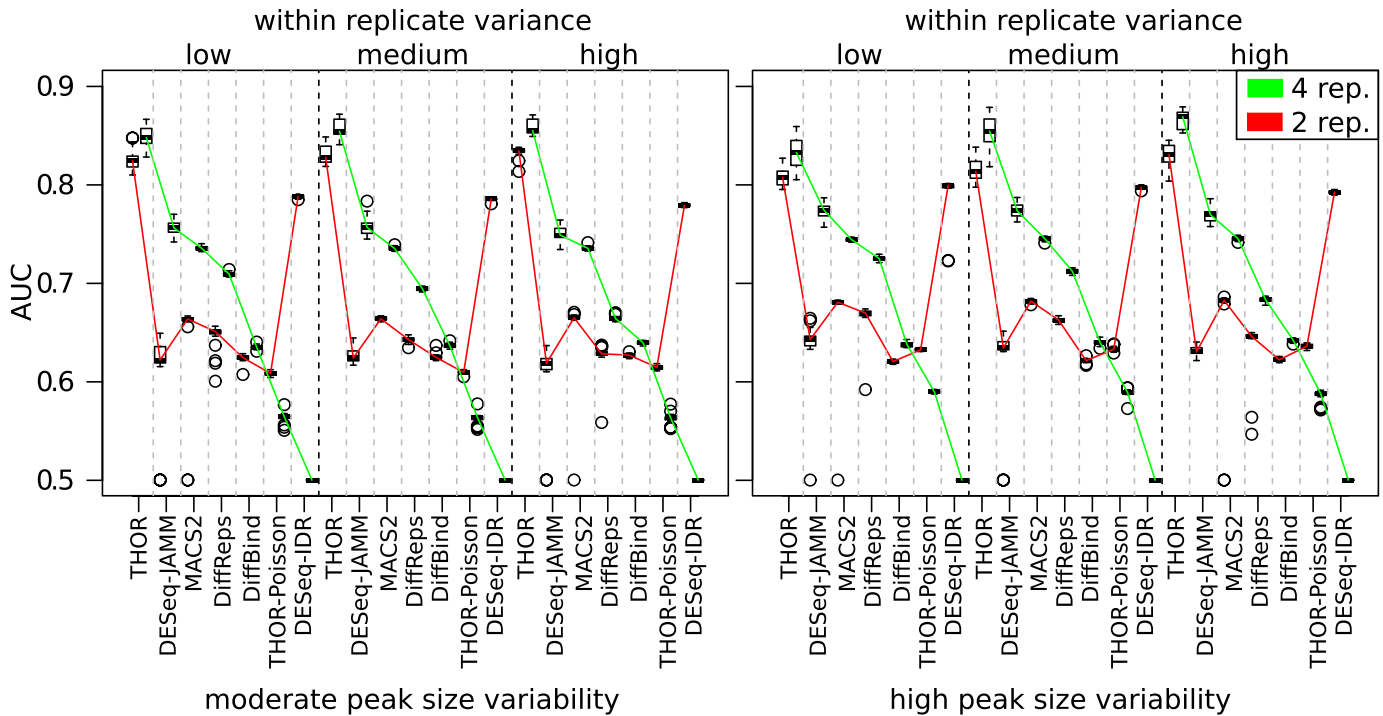 within replicate variance within replicate variance
low medium high low medium high
0.9
0.8
0.7
0.6
0.5
AUC
4 rep.
2 rep.
THOR
DESeq-JAMM
MACS2
DiffReps
DiffBind
THOR-Poisson
DESeq-IDR
THOR
DESeq-JAMM
MACS2
DiffReps
DiffBind
THOR-Poisson
DESeq-IDR
THOR
DESeq-JAMM
MACS2
DiffReps
DiffBind
THOR-Poisson
DESeq-IDR
THOR
DESeq-JAMM
MACS2
DiffReps
DiffBind
THOR-Poisson
DESeq-IDR
THOR
DESeq-JAMM
MACS2
DiffReps
DiffBind
THOR-Poisson
DESeq-IDR
THOR
DESeq-JAMM
MACS2
DiffReps
DiffBind
THOR-Poisson
DESeq-IDR
moderate peak size variability high peak size variability